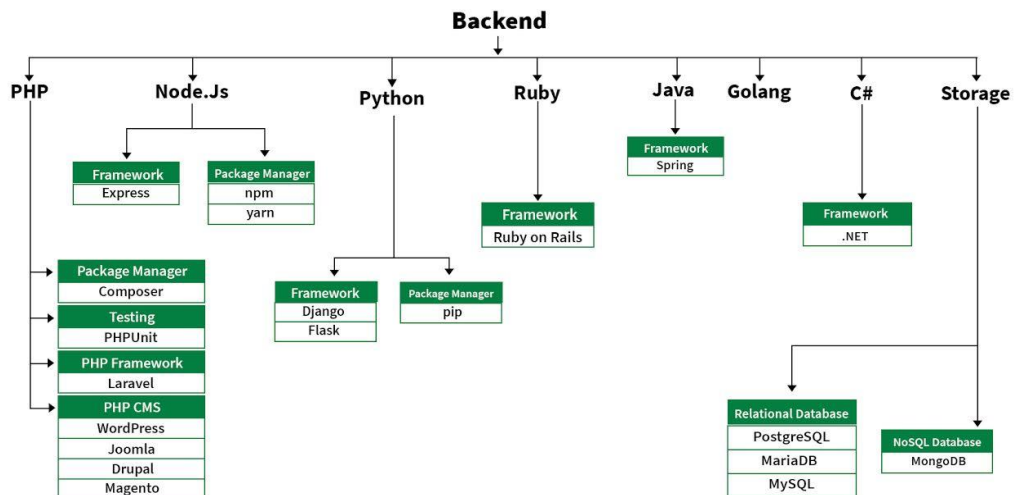 Backend
PHP
Node.Js
Python
Ruby
Java
Golang
C#
Storage
Framework
Express
Package Manager
npm
yarn
Framework
Spring
Framework
Ruby on Rails
Framework
.NET
Package Manager
Composer
Testing
PHPUnit
PHP Framework
Laravel
PHP CMS
WordPress
Joomla
Drupal
Magento
Framework
Django
Flask
Package Manager
pip
Relational Database
PostgreSQL
MariaDB
MySQL
NoSQL Database
MongoDB